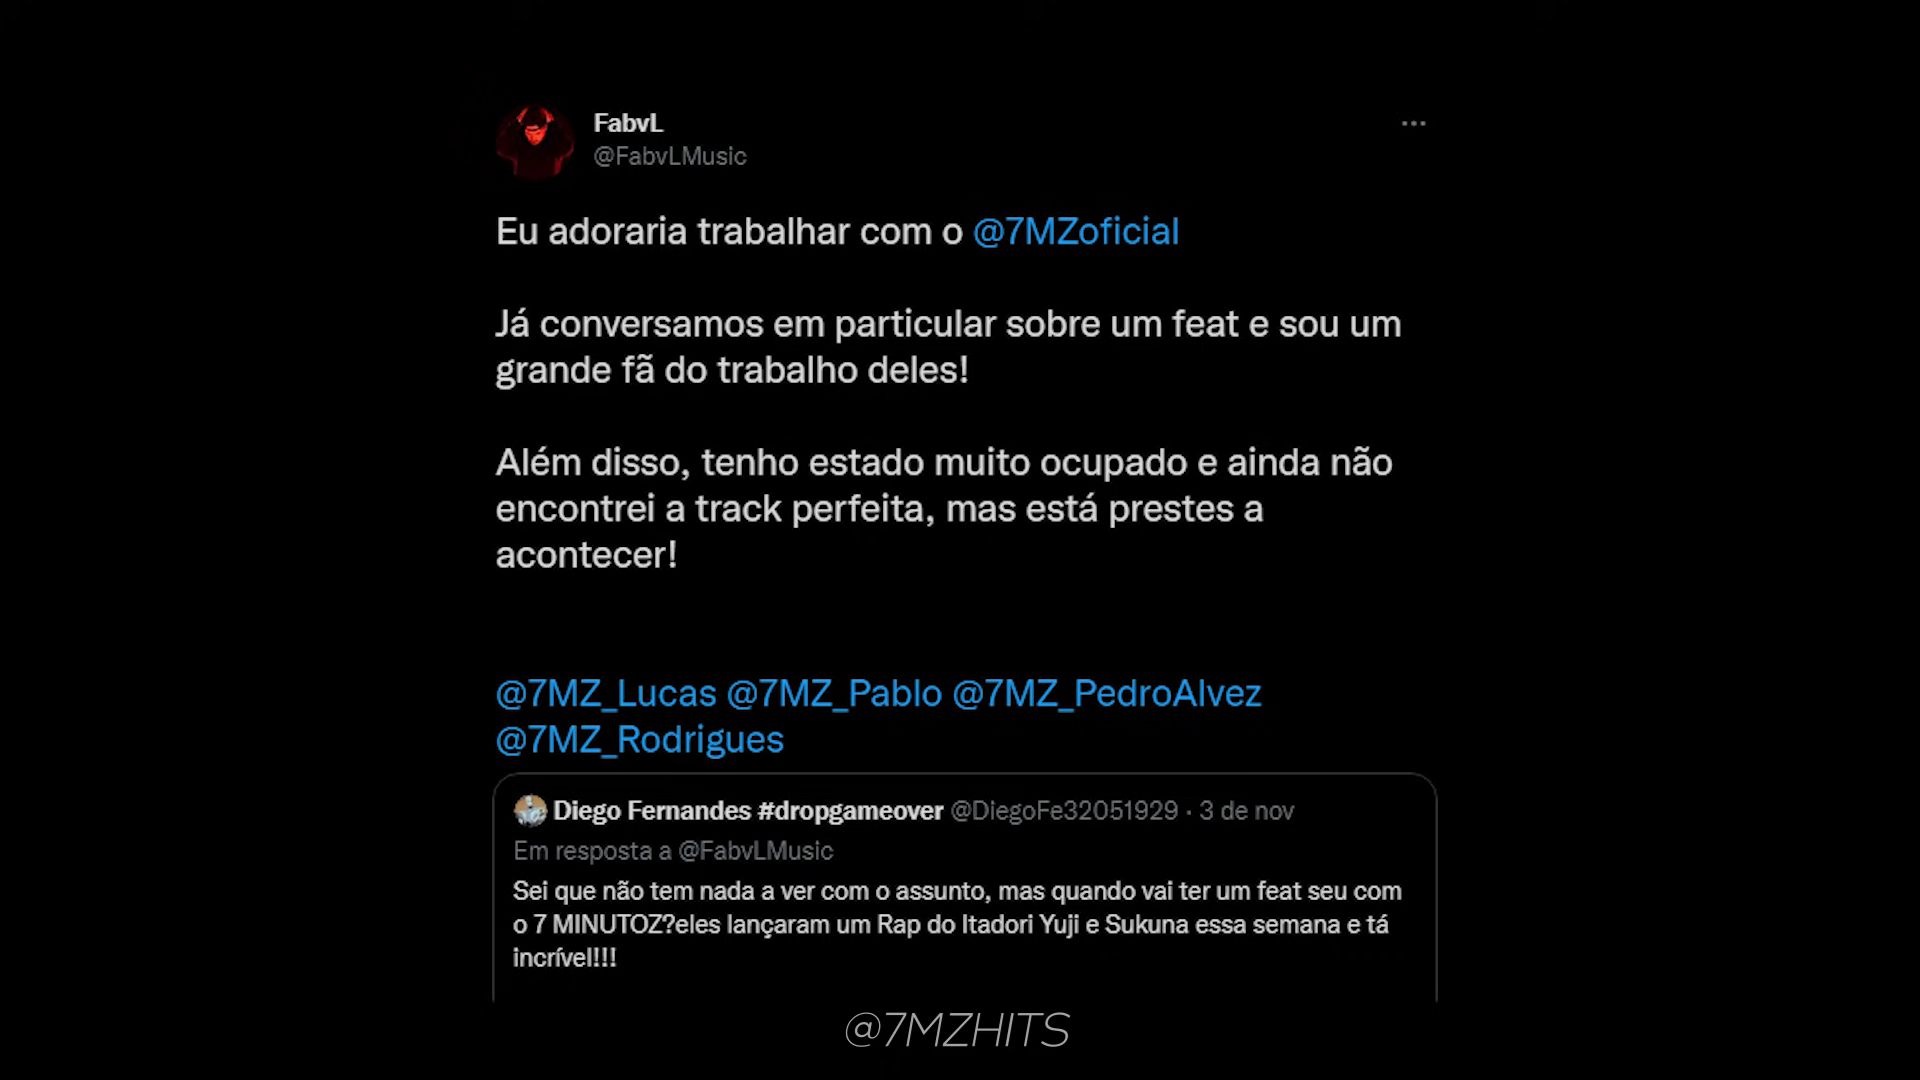 FabvL
@FabvLMusic
Eu adoraria trabalhar com o @7MZoficial
Já conversamos em particular sobre um feat e sou um
grande fã do trabalho deles!
Além disso, tenho estado muito ocupado e ainda não
encontrei a track perfeita, mas está prestes a
acontecer!
@7MZ_Lucas @7MZ_Pablo @7MZ_PedroAlvez
@7MZ_Rodrigues
Diego Fernandes #dropgameover @DiegoFe32051929 · 3 de nov
Em resposta a @FabvLMusic
Sei que não tem nada a ver com o assunto, mas quando vai ter um feat seu com
o 7 MINUTOZ?eles lançaram um Rap do Itadori Yuji e Sukuna essa semana e tá
incrível!!!
@7MZHITS